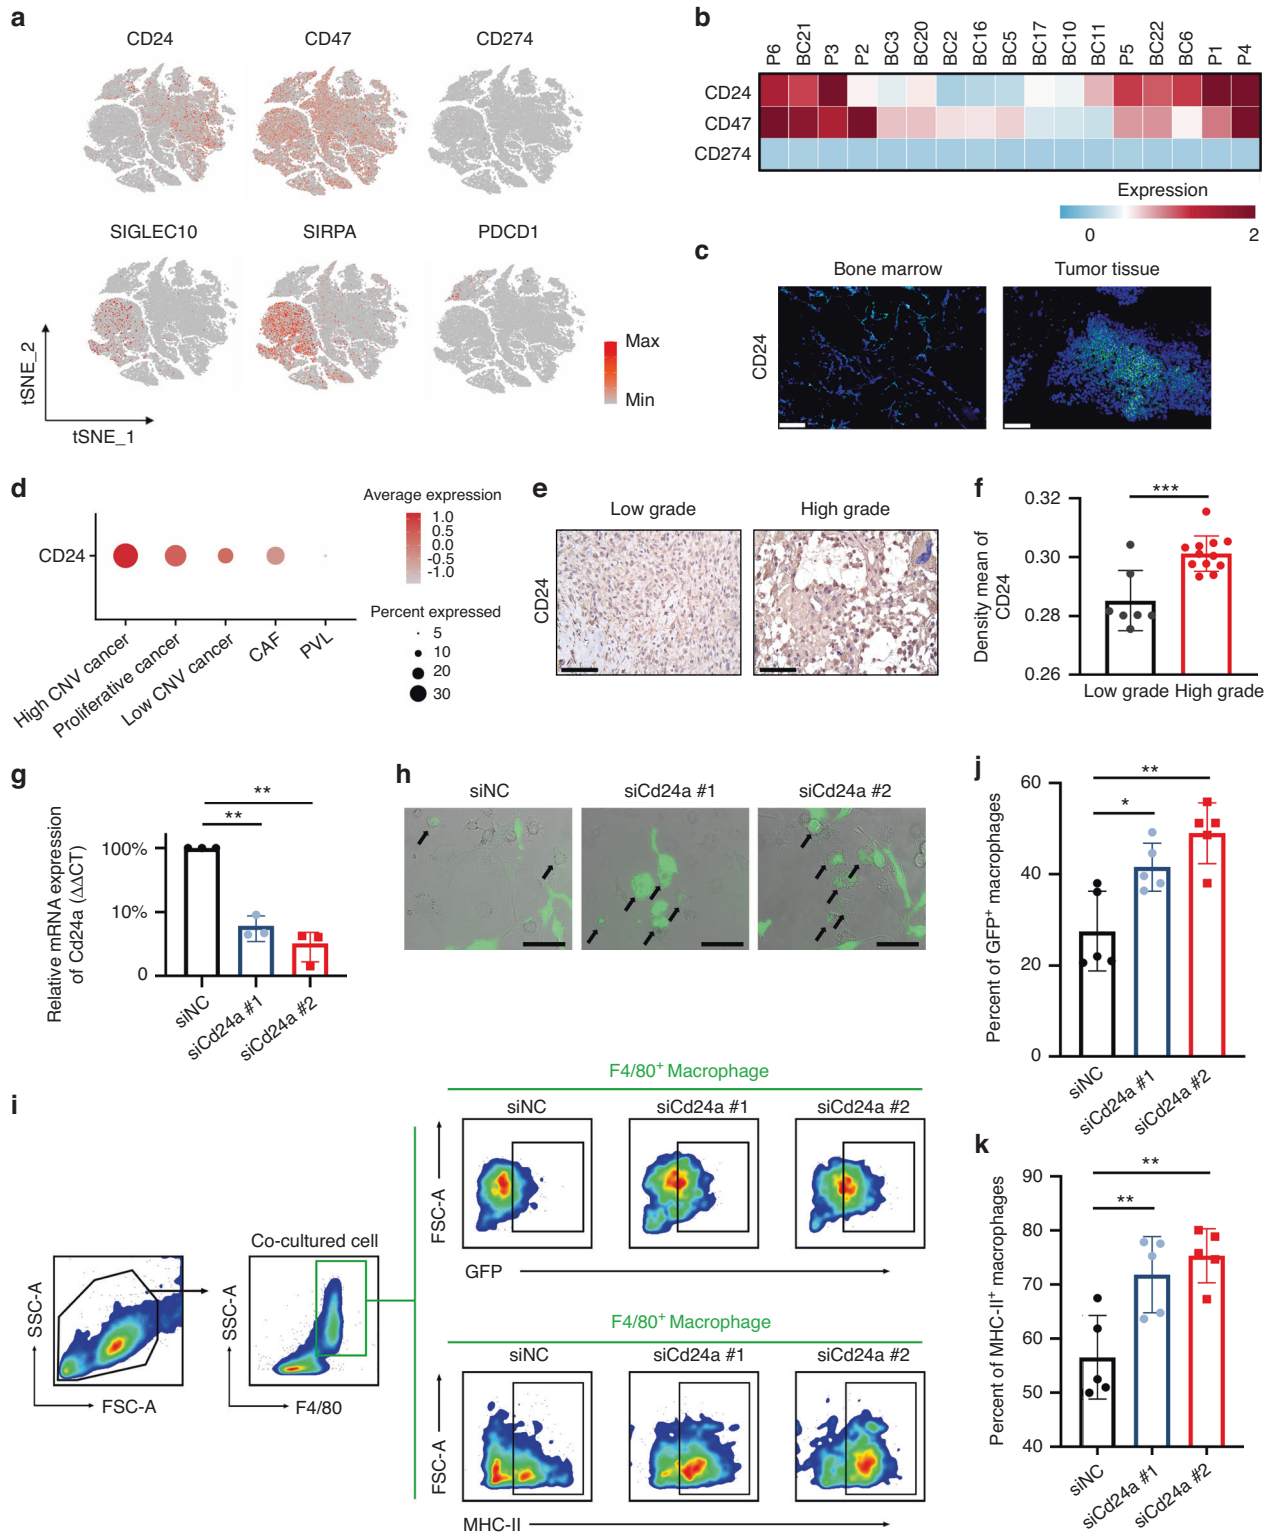 a
CD24
CD47
CD274
SIGLEC10
SIRPA
PDCD1
tSNE_2
tSNE_1
Max
Min
b
P6 BC21 P3 P2 BC3 BC20 BC2 BC16 BC5 BC17 BC10 BC11 P5 BC22 BC6 P1 P4
CD24
CD47
CD274
Expression
0 2
c
Bone marrow Tumor tissue
CD24
d
CD24
High CNV cancer
Proliferative cancer
Low CNV cancer
CAF
PVL
Average expression
1.0
0.5
0.0
-0.5
-1.0
Percent expressed
5
10
20
30
e
Low grade High grade
CD24
f
***
Density mean of
CD24
0.32
0.30
0.28
0.26
Low grade High grade
g
**
**
Relative mRNA expression
of Cd24a (ΔΔCT)
100%
10%
0
siNC
siCd24a #1
siCd24a #2
h
siNC siCd24a #1 siCd24a #2
j
**
*
Percent of GFP+ macrophages
60
40
20
0
siNC
siCd24a #1
siCd24a #2
i
SSC-A
FSC-A
Co-cultured cell
SSC-A
F4/80
F4/80+ Macrophage
siNC siCd24a #1 siCd24a #2
FSC-A
GFP
F4/80+ Macrophage
siNC siCd24a #1 siCd24a #2
FSC-A
MHC-II
k
**
**
Percent of MHC-II+ macrophages
90
80
70
60
50
40
siNC
siCd24a #1
siCd24a #2